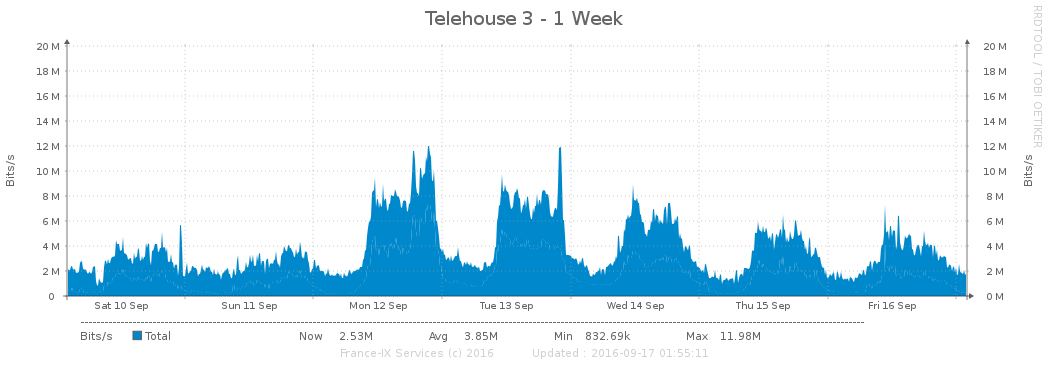 Telehouse 3 - 1 Week
RRDTOOL / TOBI OETIKER
Bits/s
20 M 20 M
18 M 18 M
16 M 16 M
14 M 14 M
12 M 12 M
10 M 10 M
8 M 8 M
6 M 6 M
4 M 4 M
2 M 2 M
0 0 M
Bits/s
Sat 10 Sep Sun 11 Sep Mon 12 Sep Tue 13 Sep Wed 14 Sep Thu 15 Sep Fri 16 Sep
Bits/s Total Now 2.53M Avg 3.85M Min 832.69k Max 11.98M
France-IX Services (c) 2016 Updated : 2016-09-17 01:55:11